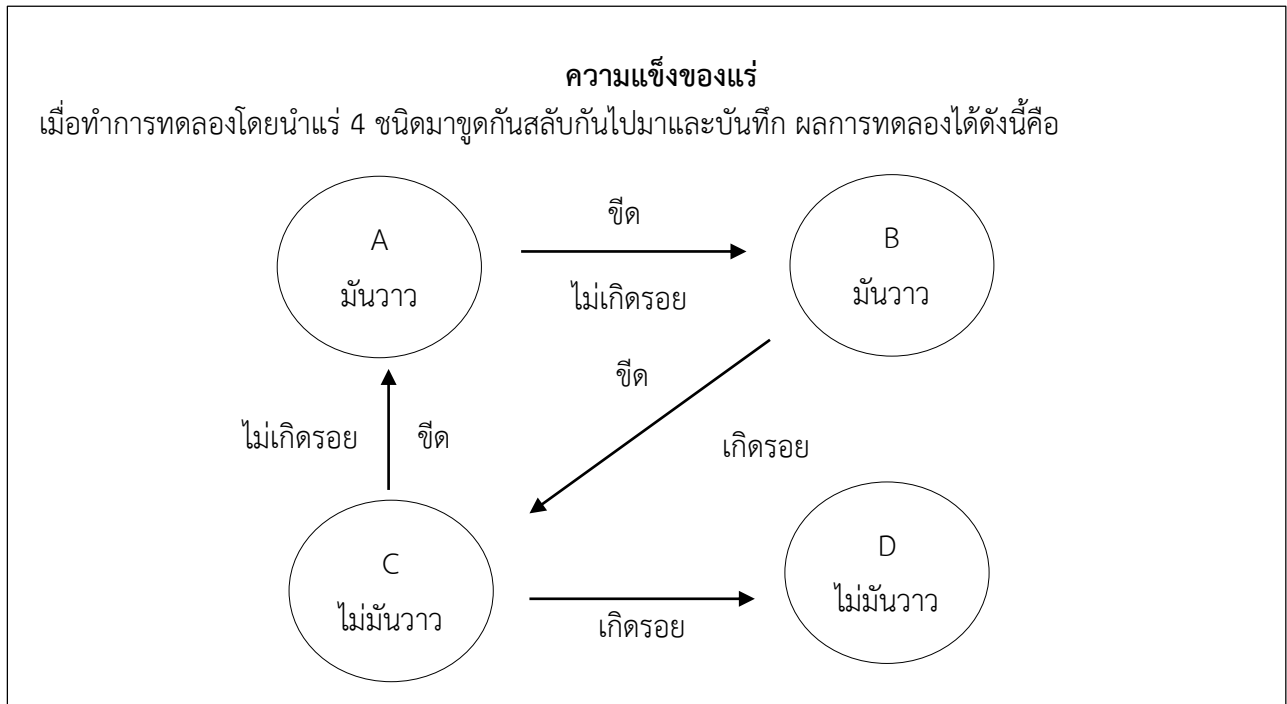 ความแข็งของแร่
เมื่อทำการทดลองโดยนำแร่ 4 ชนิดมาขูดกันสลับกันไปมาและบันทึก ผลการทดลองได้ดังนี้คือ
A
มันวาว
ขีด
ไม่เกิดรอย
B
มันวาว
ขีด
เกิดรอย
ไม่เกิดรอย ขีด
C
ไม่มันวาว
เกิดรอย
D
ไม่มันวาว